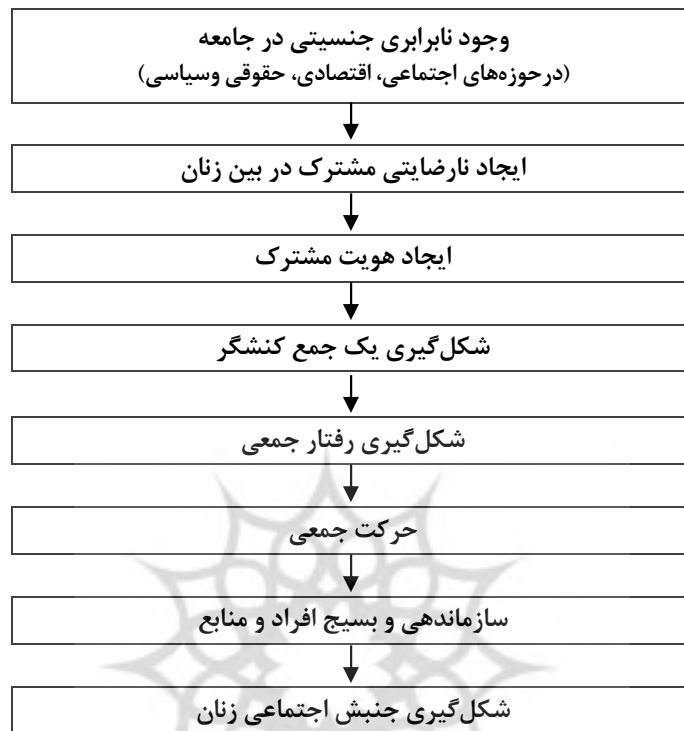 وجود نابرابری جنسیتی در جامعه
(درحوزه‌های اجتماعی، اقتصادی، حقوقی وسیاسی)
ایجاد نارضایتی مشترک در بین زنان
ایجاد هویت مشترک
شکل‌گیری یک جمع کنشگر
شکل‌گیری رفتار جمعی
حرکت جمعی
سازماندهی و بسیج افراد و منابع
شکل‌گیری جنبش اجتماعی زنان